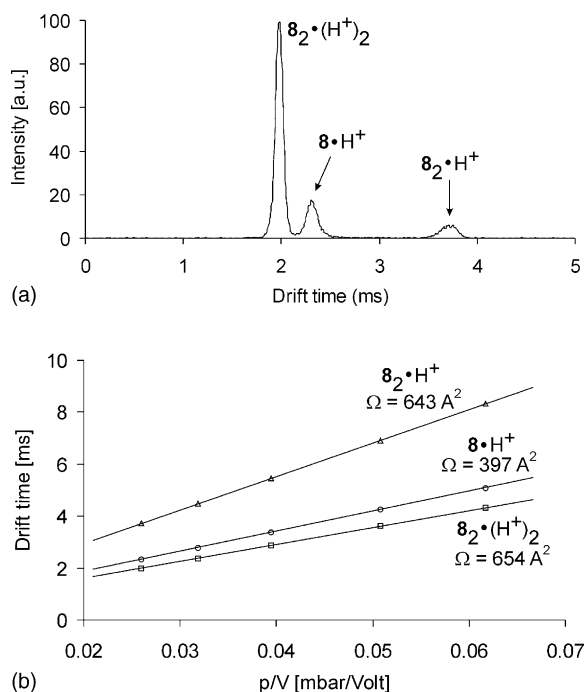 100
80
60
40
20
0
Intensity [a.u.]
8₂•(H⁺)₂
8•H⁺
8₂•H⁺
0 1 2 3 4 5
Drift time (ms)
(a)
10
8
6
4
2
0
Drift time [ms]
8₂•H⁺
Ω = 643 A²
8•H⁺
Ω = 397 A²
8₂•(H⁺)₂
Ω = 654 A²
0.02 0.03 0.04 0.05 0.06 0.07
p/V [mbar/Volt]
(b)